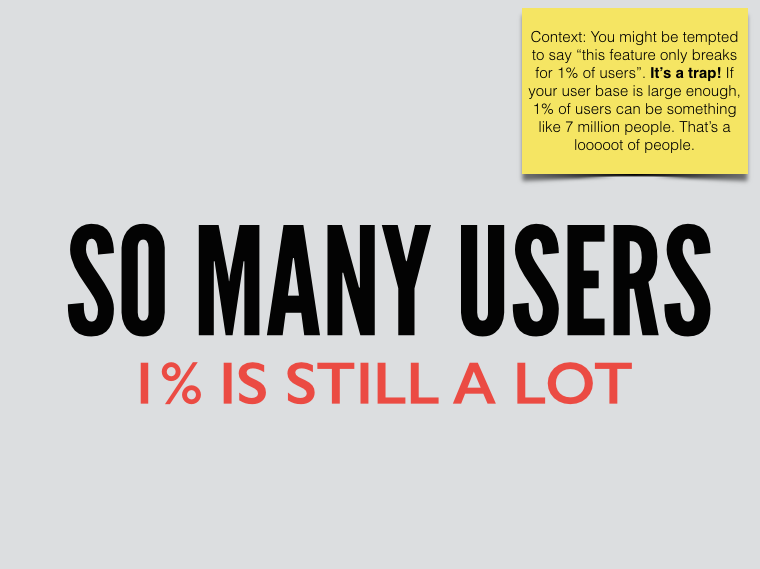 Context: You might be tempted
to say “this feature only breaks
for 1% of users”. It’s a trap! If
your user base is large enough,
1% of users can be something
like 7 million people. That’s a
looooot of people.
SO MANY USERS
1% IS STILL A LOT